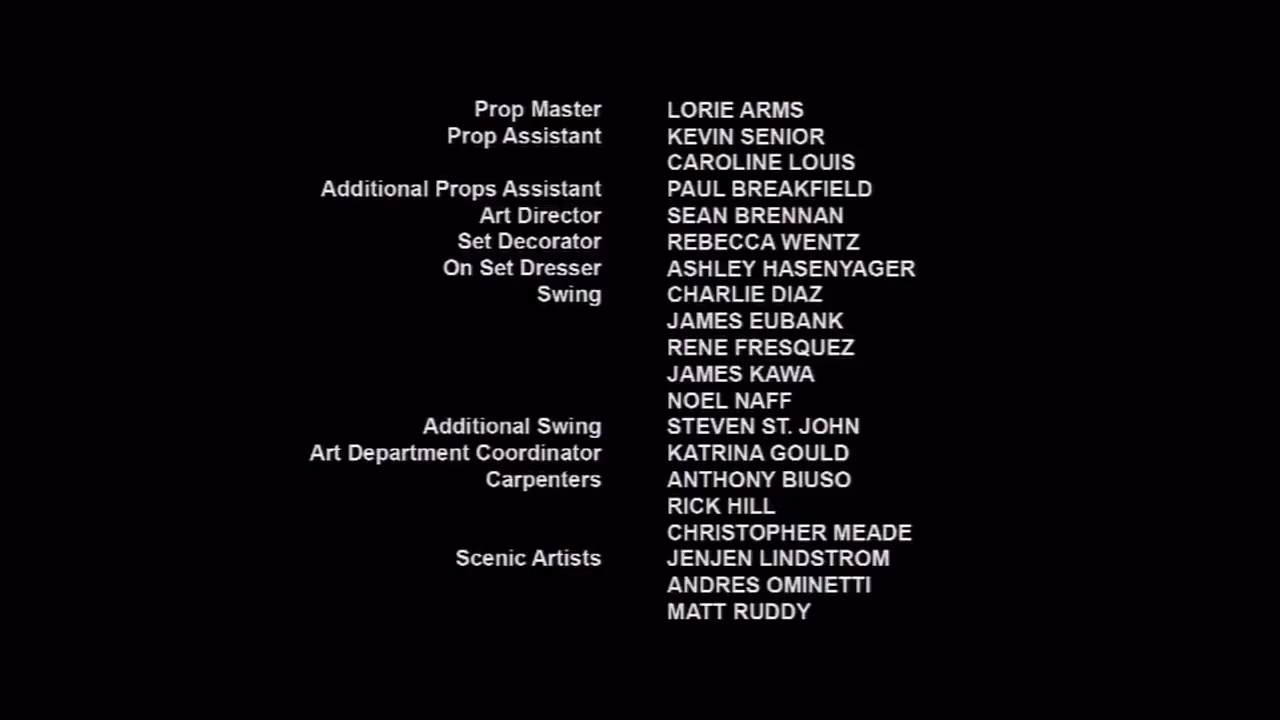 Prop Master LORIE ARMS
Prop Assistant KEVIN SENIOR
CAROLINE LOUIS
Additional Props Assistant PAUL BREAKFIELD
Art Director SEAN BRENNAN
Set Decorator REBECCA WENTZ
On Set Dresser ASHLEY HASENYAGER
Swing CHARLIE DIAZ
JAMES EUBANK
RENE FRESQUEZ
JAMES KAWA
NOEL NAFF
Additional Swing STEVEN ST. JOHN
Art Department Coordinator KATRINA GOULD
Carpenters ANTHONY BIUSO
RICK HILL
CHRISTOPHER MEADE
Scenic Artists JENJEN LINDSTROM
ANDRES OMINETTI
MATT RUDDY